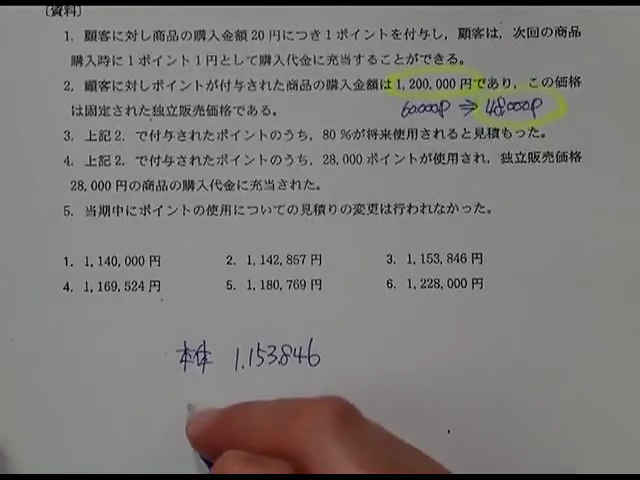 〔資料〕
1. 顧客に対し商品の購入金額20円につき1ポイントを付与し，顧客は，次回の商品
購入時に1ポイント1円として購入代金に充当することができる。
2. 顧客に対しポイントが付与された商品の購入金額は1,200,000円であり，この価格
は固定された独立販売価格である。
60000P ⇒ 48000P
3. 上記2. で付与されたポイントのうち，80％が将来使用されると見積もった。
4. 上記2. で付与されたポイントのうち，28,000ポイントが使用され，独立販売価格
28,000円の商品の購入代金に充当された。
5. 当期中にポイントの使用についての見積りの変更は行われなかった。
1. 1,140,000円 2. 1,142,857円 3. 1,153,846円
4. 1,169,524円 5. 1,180,769円 6. 1,228,000円
本体 1.153846